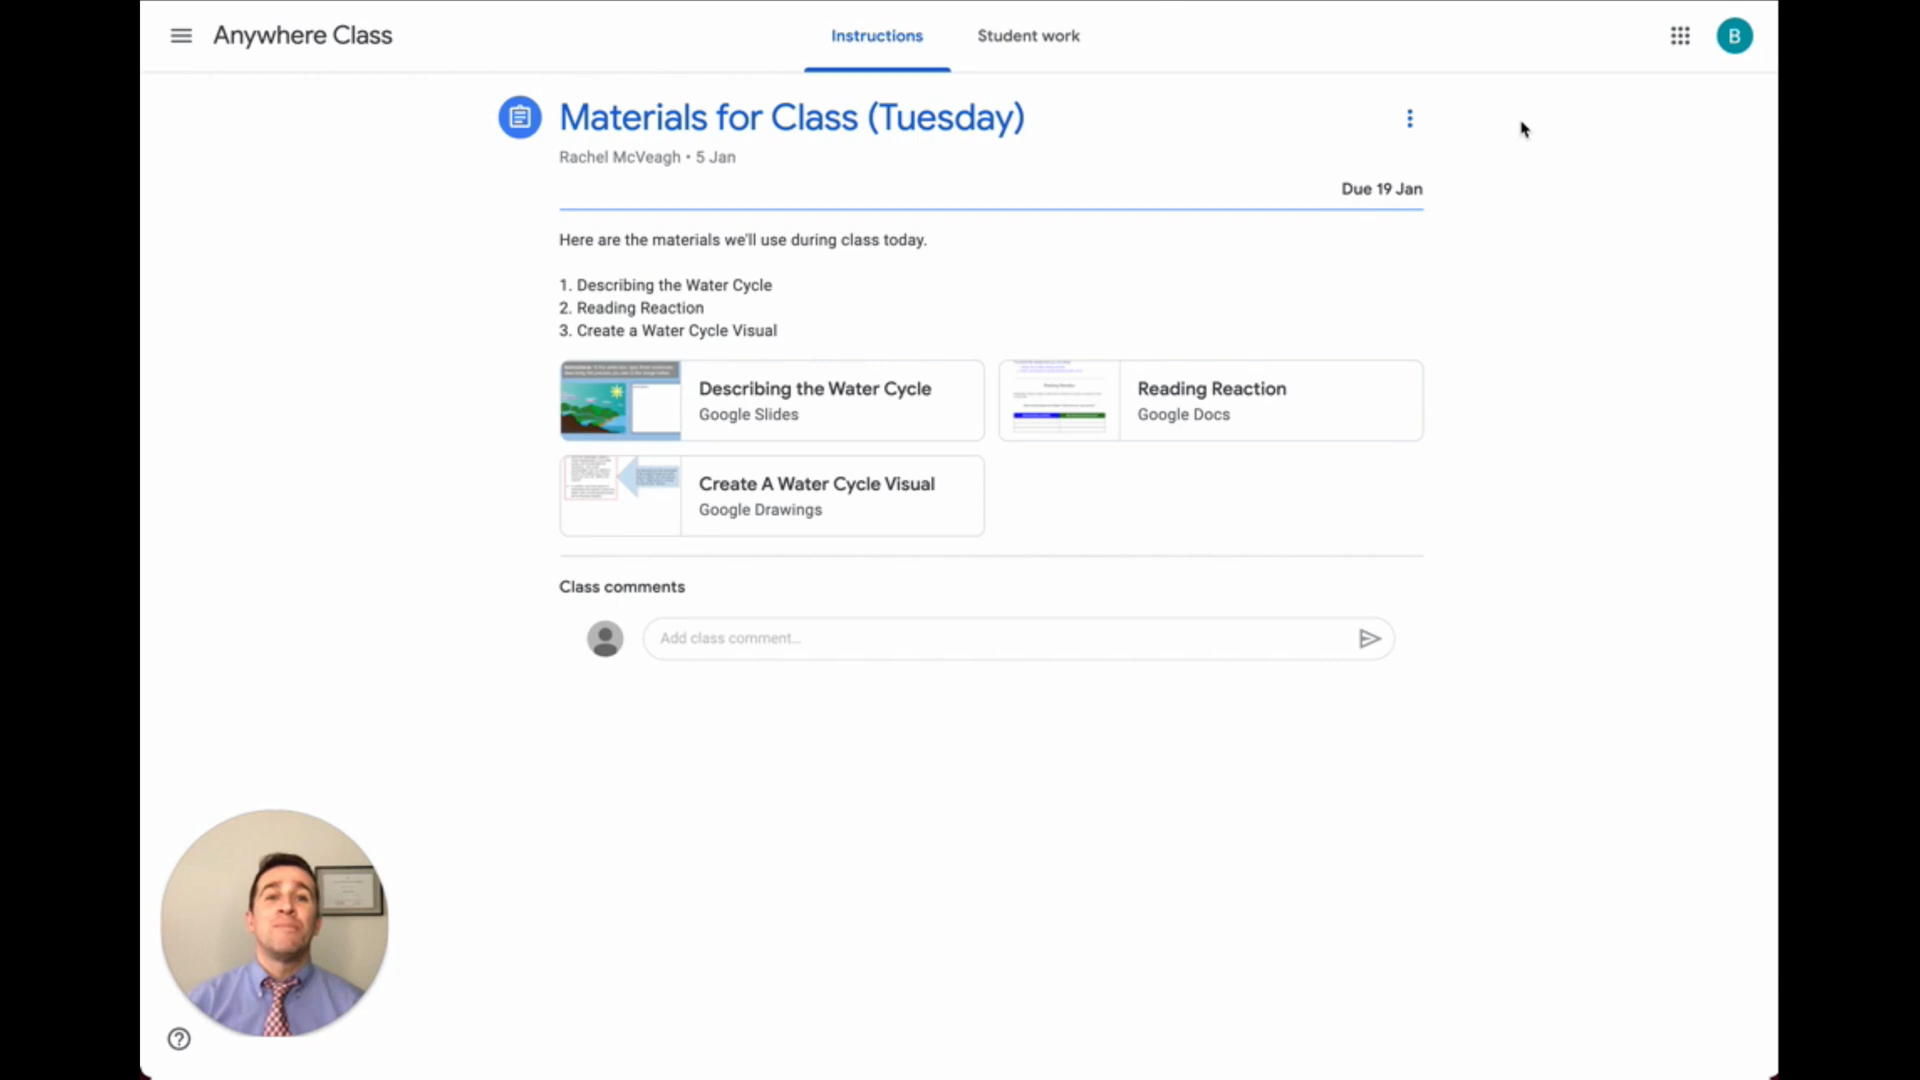 Anywhere Class
Instructions
Student work
B
Materials for Class (Tuesday)
Rachel McVeagh • 5 Jan
Due 19 Jan
Here are the materials we'll use during class today.
1. Describing the Water Cycle
2. Reading Reaction
3. Create a Water Cycle Visual
Describing the Water Cycle
Google Slides
Reading Reaction
Google Docs
Create A Water Cycle Visual
Google Drawings
Class comments
Add class comment...